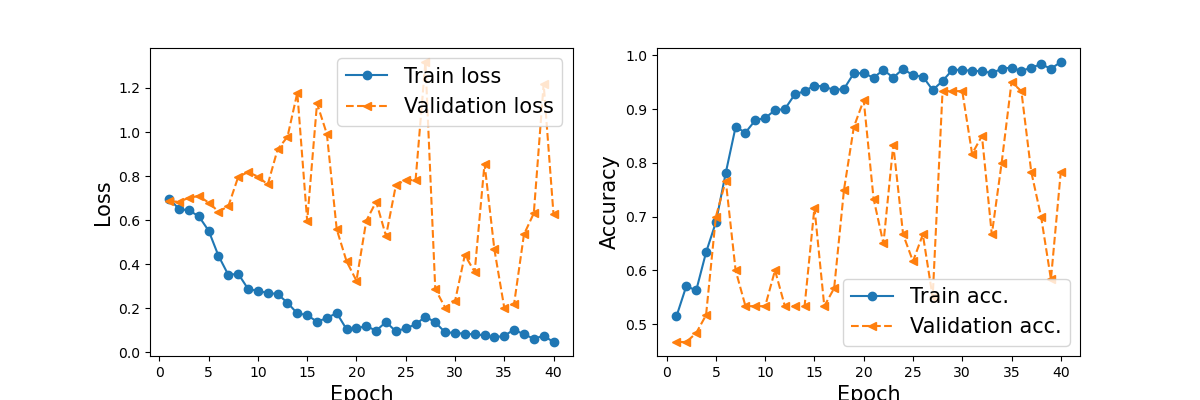 Loss
1.2
1.0
0.8
0.6
0.4
0.2
0.0
0 5 10 15 20 25 30 35 40
Epoch
Train loss
Validation loss
Accuracy
1.0
0.9
0.8
0.7
0.6
0.5
0 5 10 15 20 25 30 35 40
Epoch
Train acc.
Validation acc.